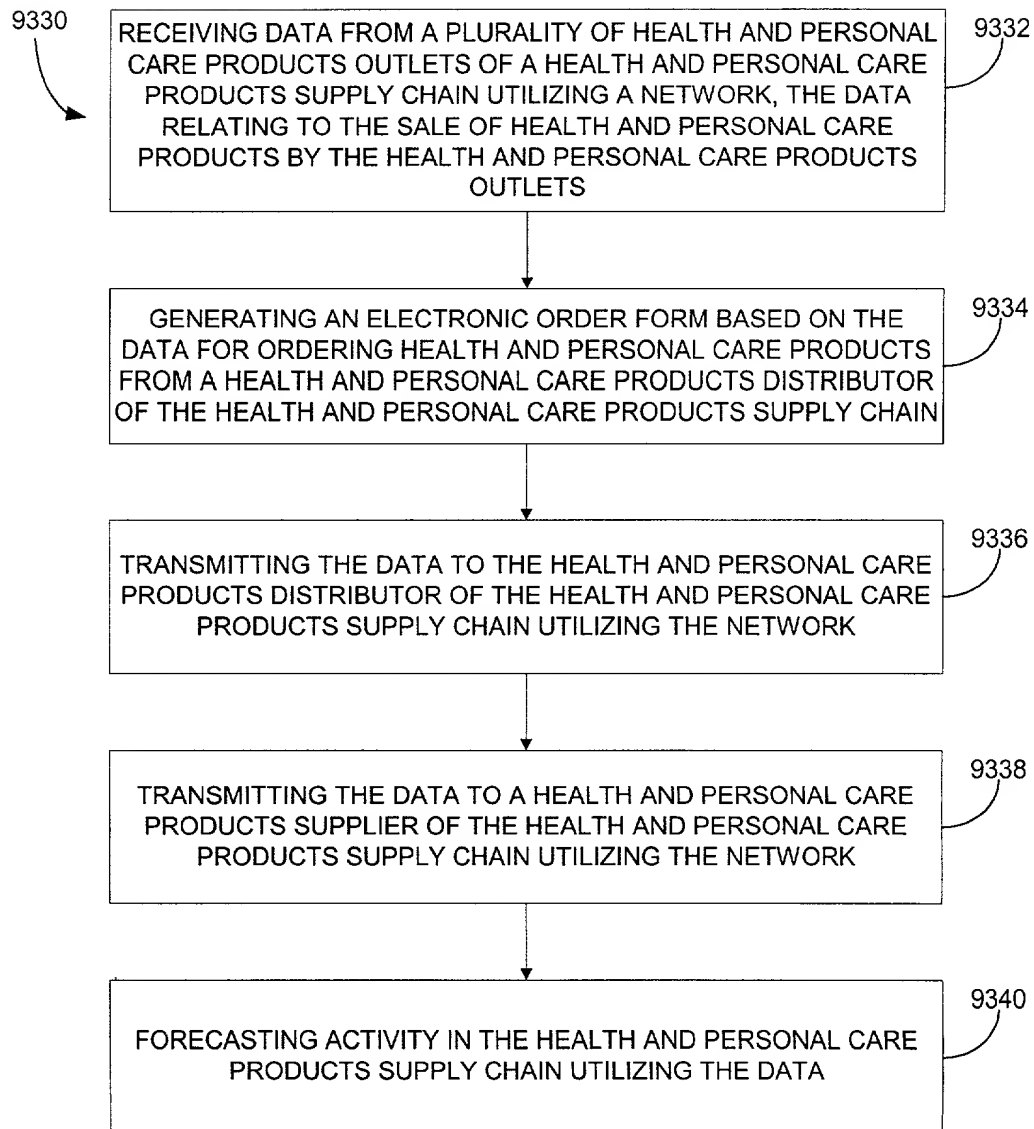 9330
RECEIVING DATA FROM A PLURALITY OF HEALTH AND PERSONAL
CARE PRODUCTS OUTLETS OF A HEALTH AND PERSONAL CARE
PRODUCTS SUPPLY CHAIN UTILIZING A NETWORK, THE DATA
RELATING TO THE SALE OF HEALTH AND PERSONAL CARE
PRODUCTS BY THE HEALTH AND PERSONAL CARE PRODUCTS
OUTLETS
9332
GENERATING AN ELECTRONIC ORDER FORM BASED ON THE
DATA FOR ORDERING HEALTH AND PERSONAL CARE PRODUCTS
FROM A HEALTH AND PERSONAL CARE PRODUCTS DISTRIBUTOR
OF THE HEALTH AND PERSONAL CARE PRODUCTS SUPPLY CHAIN
9334
TRANSMITTING THE DATA TO THE HEALTH AND PERSONAL CARE
PRODUCTS DISTRIBUTOR OF THE HEALTH AND PERSONAL CARE
PRODUCTS SUPPLY CHAIN UTILIZING THE NETWORK
9336
TRANSMITTING THE DATA TO A HEALTH AND PERSONAL CARE
PRODUCTS SUPPLIER OF THE HEALTH AND PERSONAL CARE
PRODUCTS SUPPLY CHAIN UTILIZING THE NETWORK
9338
FORECASTING ACTIVITY IN THE HEALTH AND PERSONAL CARE
PRODUCTS SUPPLY CHAIN UTILIZING THE DATA
9340